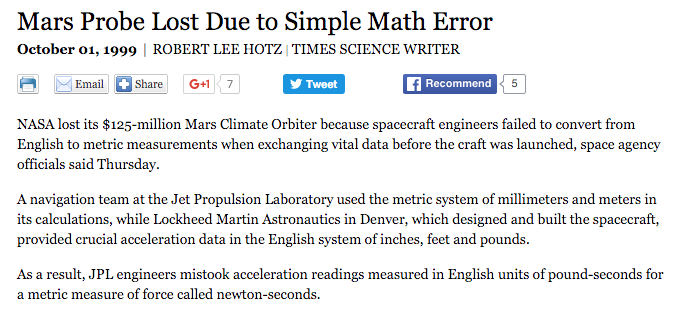 Mars Probe Lost Due to Simple Math Error
October 01, 1999 | ROBERT LEE HOTZ | TIMES SCIENCE WRITER
Email Share G+1 7 Tweet f Recommend 5
NASA lost its $125-million Mars Climate Orbiter because spacecraft engineers failed to convert from
English to metric measurements when exchanging vital data before the craft was launched, space agency
officials said Thursday.
A navigation team at the Jet Propulsion Laboratory used the metric system of millimeters and meters in
its calculations, while Lockheed Martin Astronautics in Denver, which designed and built the spacecraft,
provided crucial acceleration data in the English system of inches, feet and pounds.
As a result, JPL engineers mistook acceleration readings measured in English units of pound-seconds for
a metric measure of force called newton-seconds.